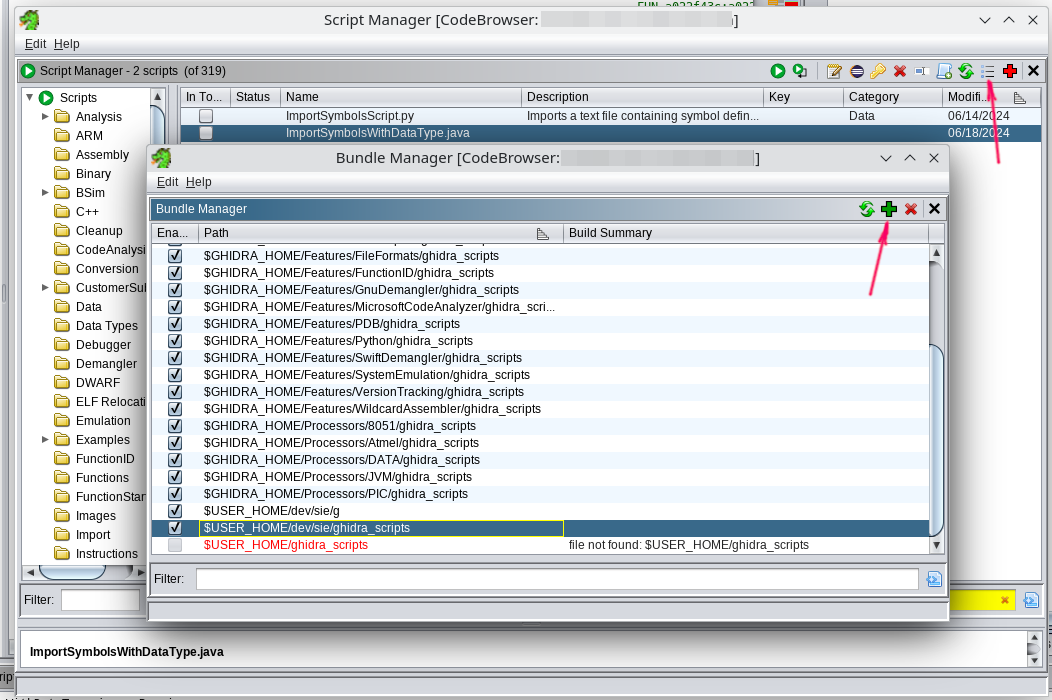 FUN_a022f43c:a022
Script Manager [CodeBrowser: ]
Edit Help
Script Manager - 2 scripts (of 319)
Scripts
Analysis
ARM
Assembly
Binary
BSim
C++
Cleanup
CodeAnalysi
Conversion
CustomerSul
Data
Data Types
Debugger
Demangler
DWARF
ELF Relocati
Emulation
Examples
FunctionID
Functions
FunctionStar
Images
Import
Instructions
Filter:
In To... Status Name Description Key Category Modifi...
ImportSymbolsScript.py Imports a text file containing symbol defin... Data 06/14/2024
ImportSymbolsWithDataType.java 06/18/2024
Bundle Manager [CodeBrowser: ]
Edit Help
Bundle Manager
Ena... Path Build Summary
$GHIDRA_HOME/Features/FileFormats/ghidra_scripts
$GHIDRA_HOME/Features/FunctionID/ghidra_scripts
$GHIDRA_HOME/Features/GnuDemangler/ghidra_scripts
$GHIDRA_HOME/Features/MicrosoftCodeAnalyzer/ghidra_scri...
$GHIDRA_HOME/Features/PDB/ghidra_scripts
$GHIDRA_HOME/Features/Python/ghidra_scripts
$GHIDRA_HOME/Features/SwiftDemangler/ghidra_scripts
$GHIDRA_HOME/Features/SystemEmulation/ghidra_scripts
$GHIDRA_HOME/Features/VersionTracking/ghidra_scripts
$GHIDRA_HOME/Features/WildcardAssembler/ghidra_scripts
$GHIDRA_HOME/Processors/8051/ghidra_scripts
$GHIDRA_HOME/Processors/Atmel/ghidra_scripts
$GHIDRA_HOME/Processors/DATA/ghidra_scripts
$GHIDRA_HOME/Processors/JVM/ghidra_scripts
$GHIDRA_HOME/Processors/PIC/ghidra_scripts
$USER_HOME/dev/sie/g
$USER_HOME/dev/sie/ghidra_scripts
$USER_HOME/ghidra_scripts file not found: $USER_HOME/ghidra_scripts
Filter:
ImportSymbolsWithDataType.java